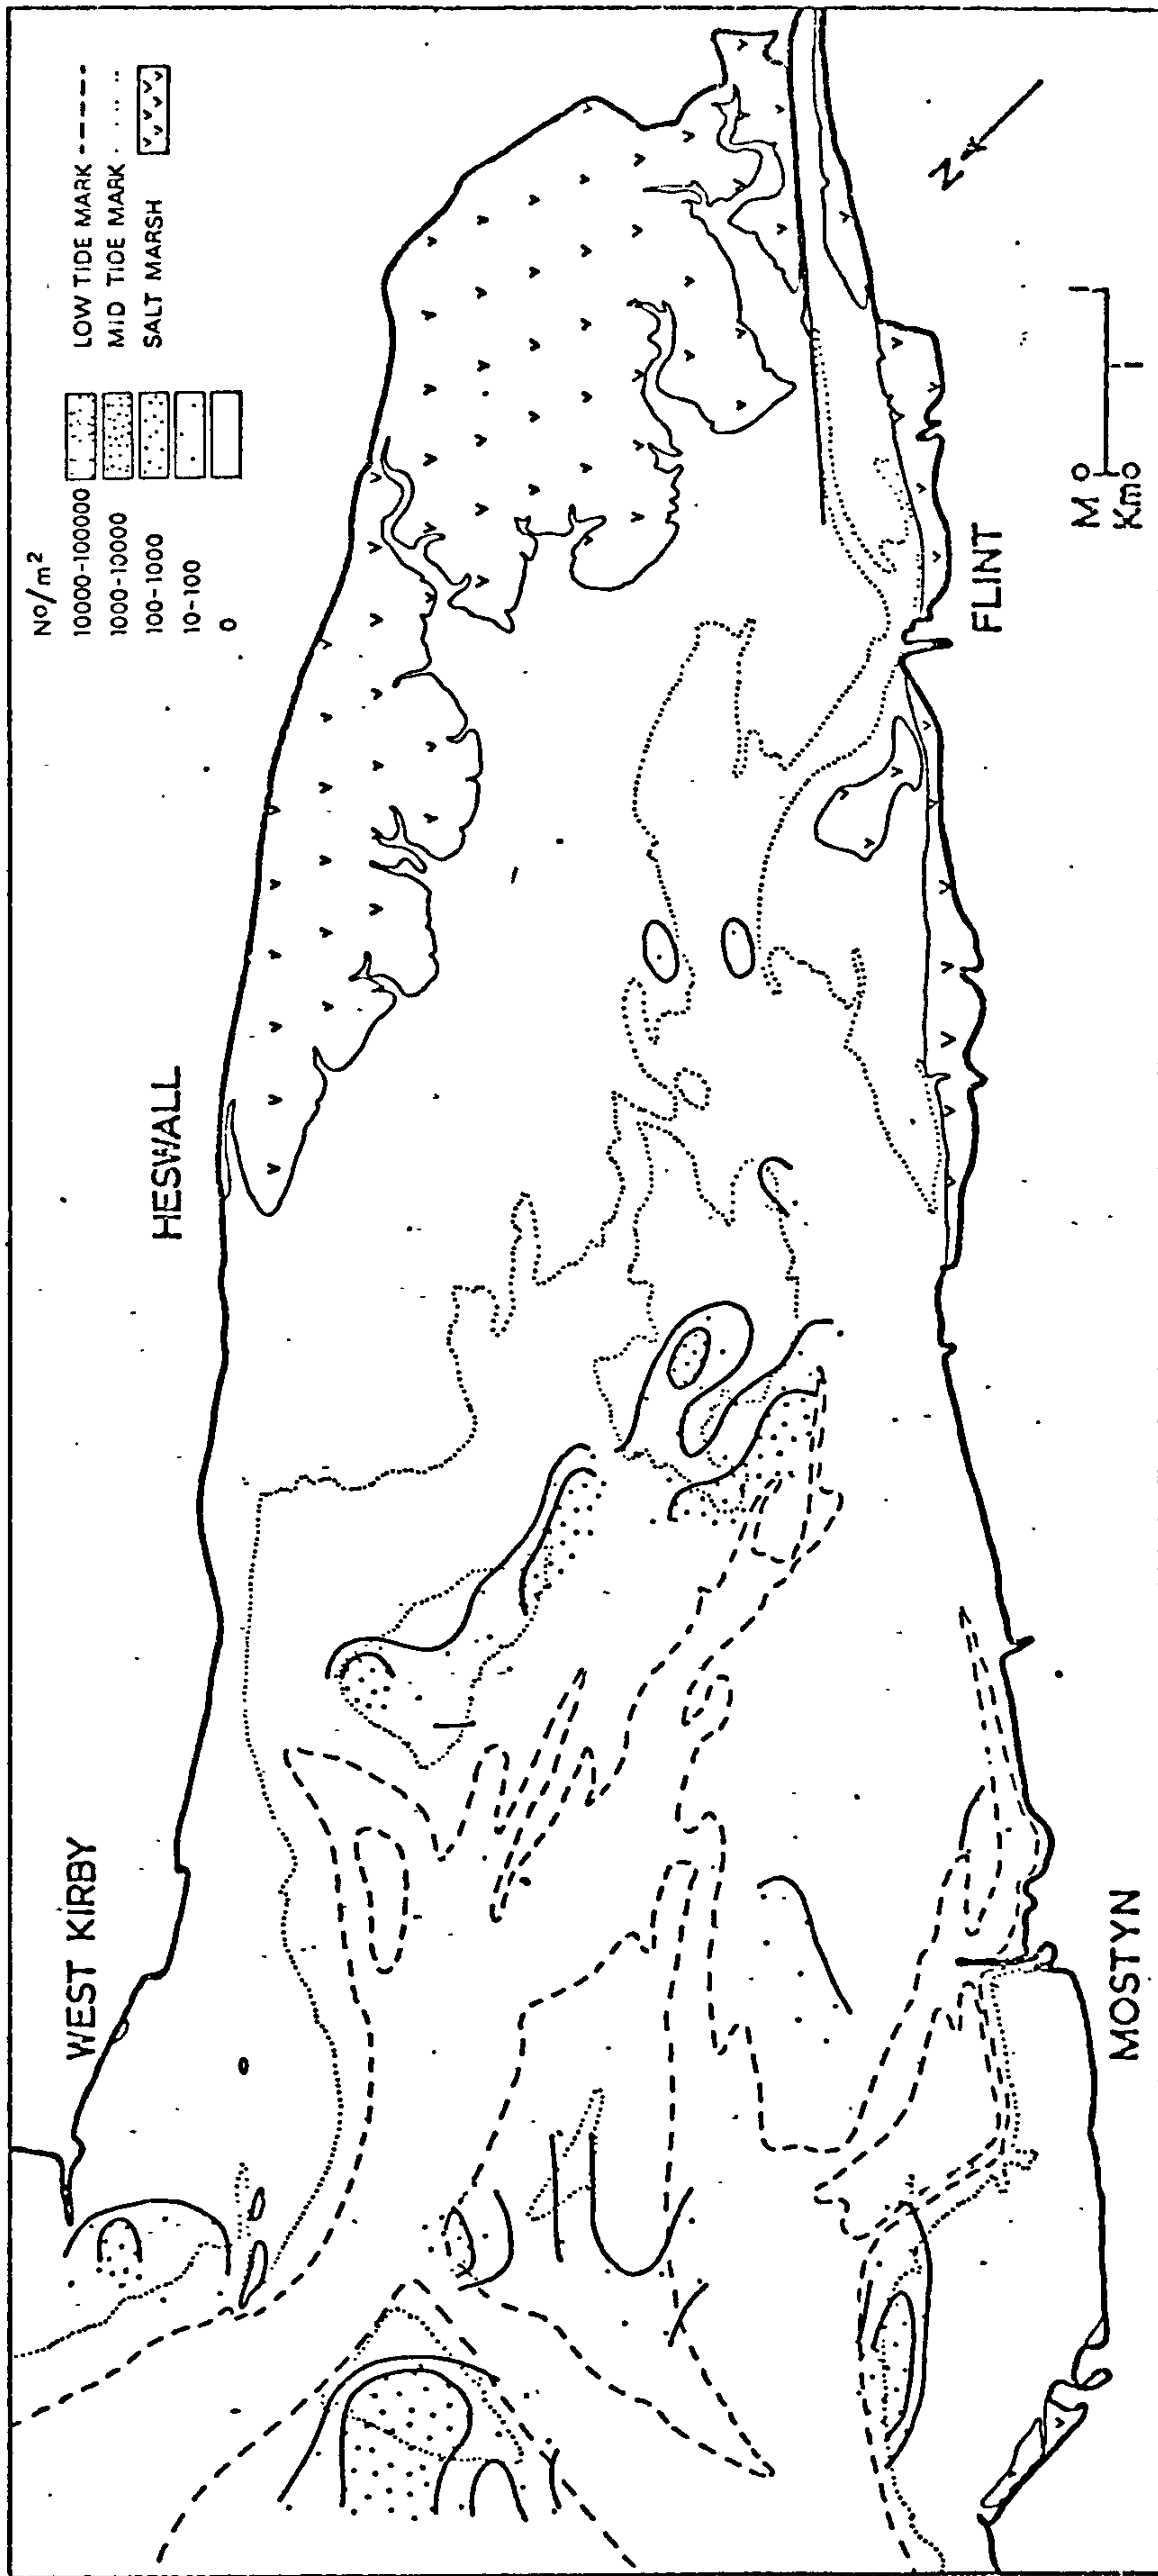 Nº/m²
10000-100000
1000-10000
100-1000
10-100
0
LOW TIDE MARK
MID TIDE MARK
SALT MARSH
WEST KIRBY
HESWALL
FLINT
MOSTYN
N
M 0 1
Km 0 1